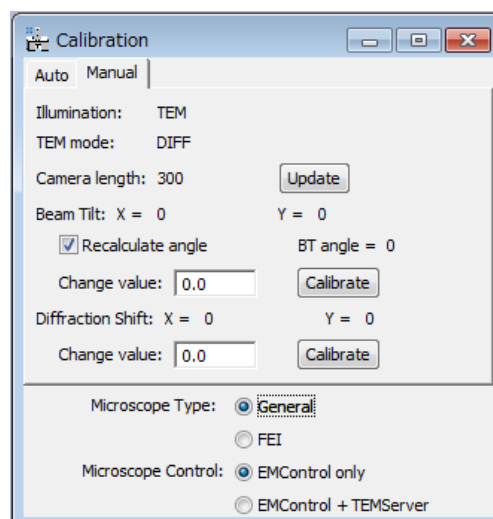 Calibration
Auto Manual
Illumination: TEM
TEM mode: DIFF
Camera length: 300 Update
Beam Tilt: X = 0 Y = 0
Recalculate angle BT angle = 0
Change value: 0.0 Calibrate
Diffraction Shift: X = 0 Y = 0
Change value: 0.0 Calibrate
Microscope Type: General
FEI
Microscope Control: EMControl only
EMControl + TEMServer